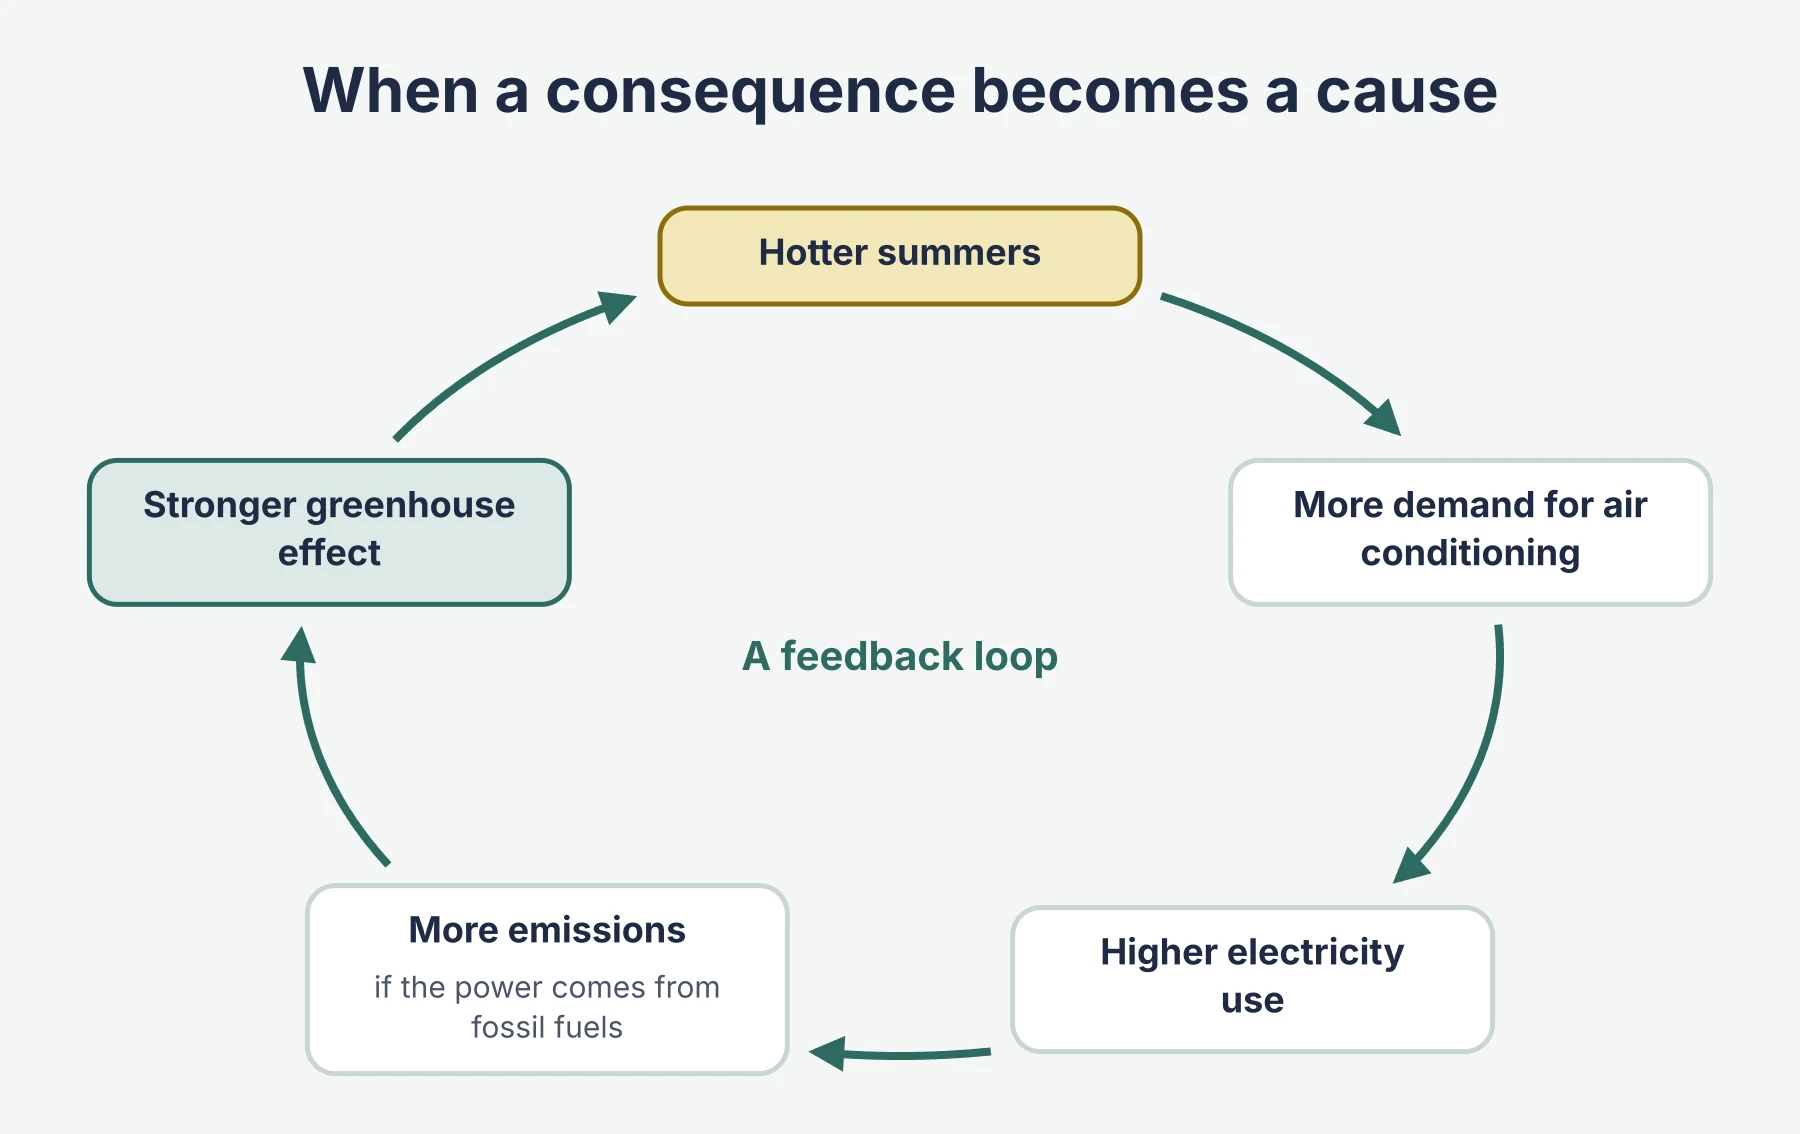 When a consequence becomes a cause
Hotter summers
More demand for air
conditioning
Higher electricity
use
More emissions
if the power comes from
fossil fuels
Stronger greenhouse
effect
A feedback loop